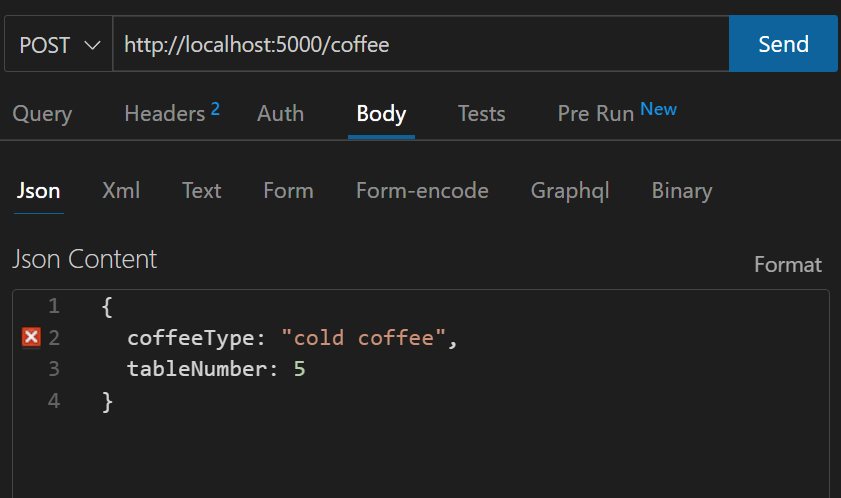 POST http://localhost:5000/coffee Send
Query Headers 2 Auth Body Tests Pre Run New
Json Xml Text Form Form-encode Graphql Binary
Json Content
Format
1 {
2 coffeeType: "cold coffee",
3 tableNumber: 5
4 }